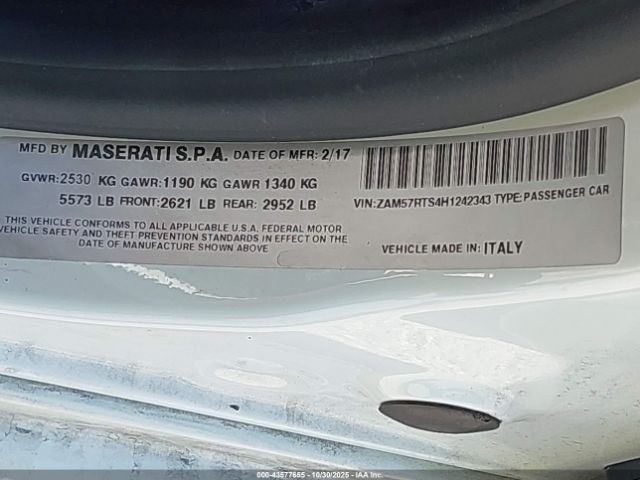 MFD BY MASERATI S.P.A. DATE OF MFR: 2/17
GVWR:2530 KG GAWR:1190 KG GAWR 1340 KG
5573 LB FRONT:2621 LB REAR: 2952 LB
THIS VEHICLE CONFORMS TO ALL APPLICABLE U.S.A. FEDERAL MOTOR
VEHICLE SAFETY AND THEFT PREVENTION STANDARDS IN EFFECT ON THE
DATE OF MANUFACTURE SHOWN ABOVE
VIN:ZAM57RTS4H1242343 TYPE:PASSENGER CAR
VEHICLE MADE IN: ITALY
000-43577685 - 10/30/2025 - IAA Inc.